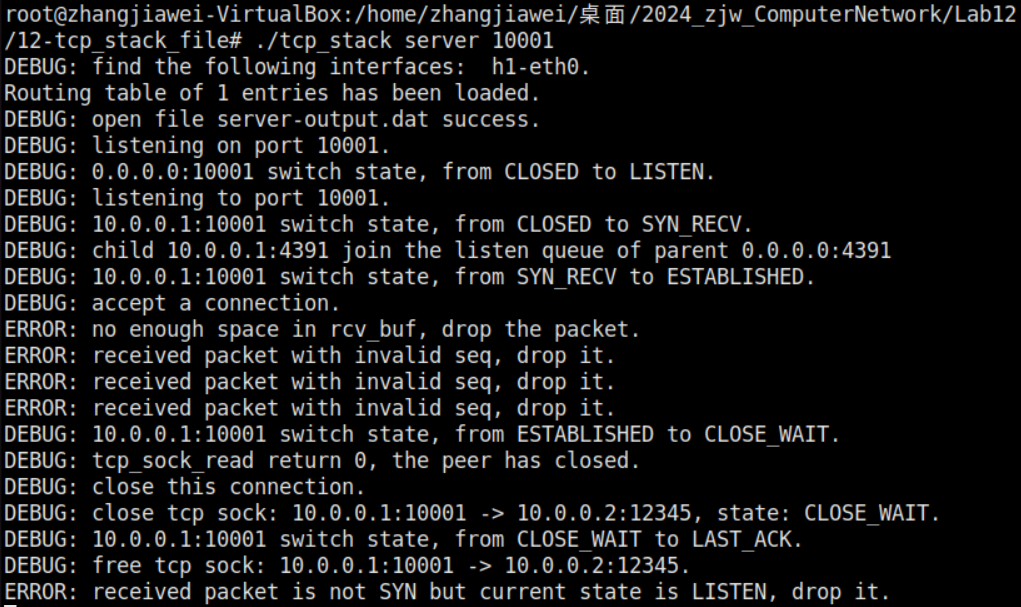 root@zhangjiawei-VirtualBox:/home/zhangjiawei/桌面/2024_zjw_ComputerNetwork/Lab12
/12-tcp_stack_file# ./tcp_stack server 10001
DEBUG: find the following interfaces:  h1-eth0.
Routing table of 1 entries has been loaded.
DEBUG: open file server-output.dat success.
DEBUG: listening on port 10001.
DEBUG: 0.0.0.0:10001 switch state, from CLOSED to LISTEN.
DEBUG: listening to port 10001.
DEBUG: 10.0.0.1:10001 switch state, from CLOSED to SYN_RECV.
DEBUG: child 10.0.0.1:4391 join the listen queue of parent 0.0.0.0:4391
DEBUG: 10.0.0.1:10001 switch state, from SYN_RECV to ESTABLISHED.
DEBUG: accept a connection.
ERROR: no enough space in rcv_buf, drop the packet.
ERROR: received packet with invalid seq, drop it.
ERROR: received packet with invalid seq, drop it.
ERROR: received packet with invalid seq, drop it.
DEBUG: 10.0.0.1:10001 switch state, from ESTABLISHED to CLOSE_WAIT.
DEBUG: tcp_sock_read return 0, the peer has closed.
DEBUG: close this connection.
DEBUG: close tcp sock: 10.0.0.1:10001 -> 10.0.0.2:12345, state: CLOSE_WAIT.
DEBUG: 10.0.0.1:10001 switch state, from CLOSE_WAIT to LAST_ACK.
DEBUG: free tcp sock: 10.0.0.1:10001 -> 10.0.0.2:12345.
ERROR: received packet is not SYN but current state is LISTEN, drop it.